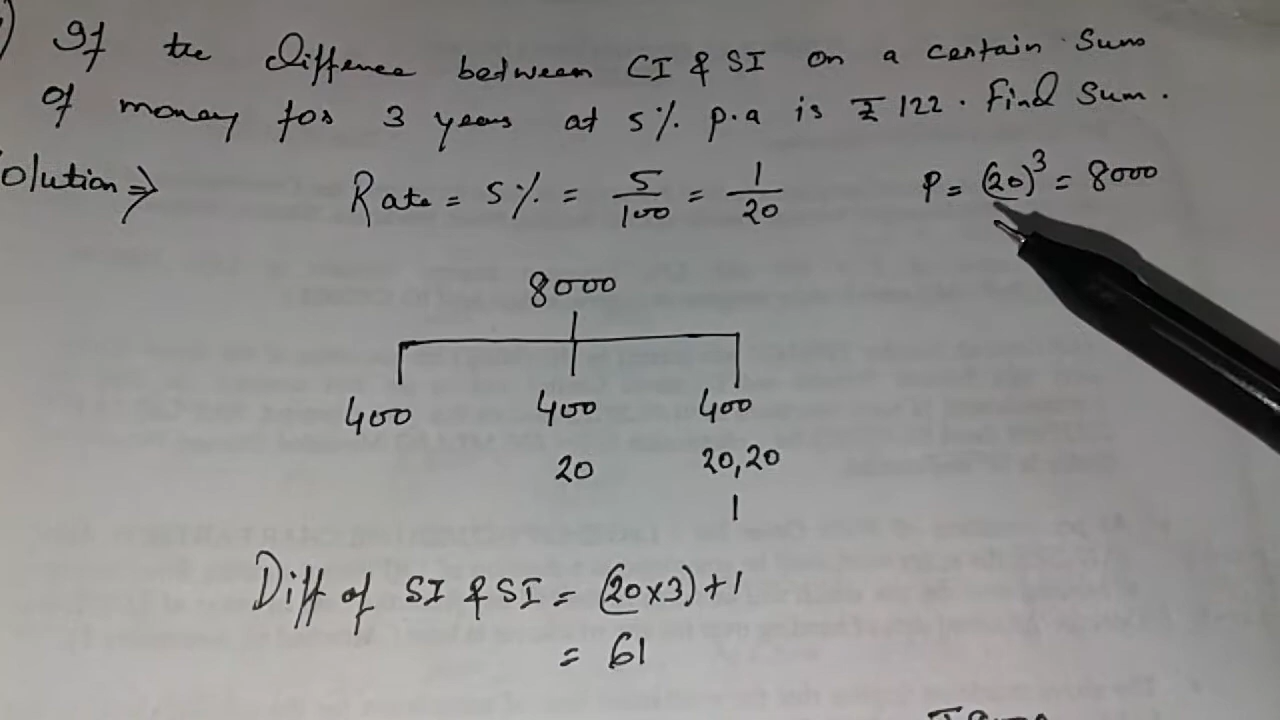 If the Diffence between CI & SI on a certain Sum
of money for 3 years at 5% p.a is ₹ 122. Find Sum.
olution ⇒ Rate = 5% = 5/100 = 1/20 P = (20)³ = 8000
8000
400 400 400
20 20,20
1
Diff of SI & SI = (20×3)+1
= 61